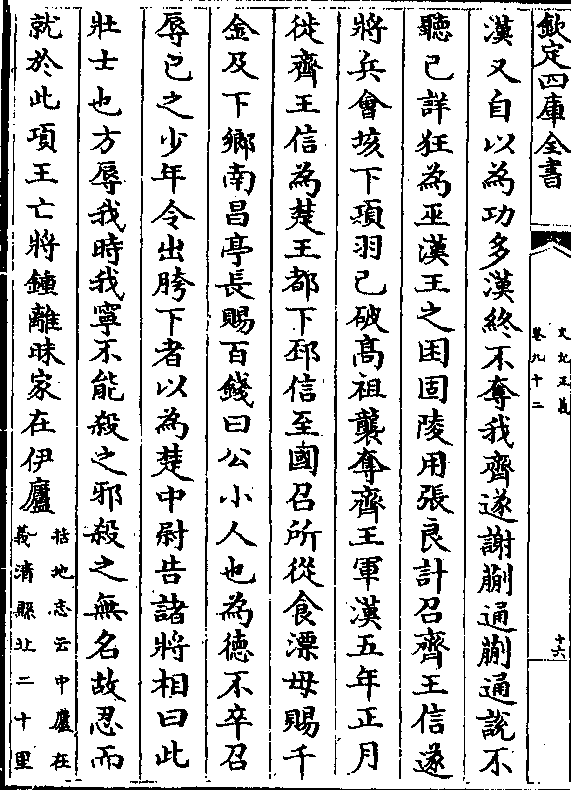 欽定四庫全書
史記正義
卷九十二
十六
漢又自以為功多漢終不奪我齊遂謝蒯通蒯通說不
聽已詳狂為巫漢王之困固陵用張良計召齊王信遂
將兵會垓下項羽已破高祖襲奪齊王軍漢五年正月
徙齊王信為楚王都下邳信至國召所從食漂母賜千
金及下鄉南昌亭長賜百錢曰公小人也為德不卒召
辱已之少年令出胯下者以為楚中尉告諸將相曰此
壯士也方辱我時我寧不能殺之邪殺之無名故忍而
就於此項王亡將鍾離昧家在伊廬
括地志云中廬在
義清縣北二十里